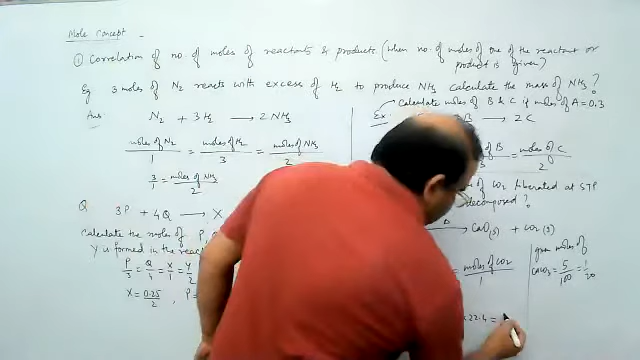 Mole Concept -
① Correlation of no. of moles of reactants & products (when no. of moles of one of the reactant or product is given)
Eg 3 moles of N₂ reacts with excess of H₂ to produce NH₃ calculate the mass of NH₃?
Ans: N₂ + 3H₂ → 2NH₃
moles of N₂ / 1 = moles of H₂ / 3 = moles of NH₃ / 2
3/1 = moles of NH₃ / 2
Q 3P + 4Q → X
Calculate the moles of P,
Y is formed in the
P/3 = Q/4 = X/1 = Y/2
X = 0.25/2 , P =
Ex: Calculate moles of B & C if moles of A = 0.3
B → 2C
of B / 3 = moles of C / 2
of CO₂ liberated at STP
decomposed?
Δ → CaO(s) + CO₂(g)
= moles of CO₂ / 1
given moles of
CaCO₃ = 5/100 = 1/20
22.4 =